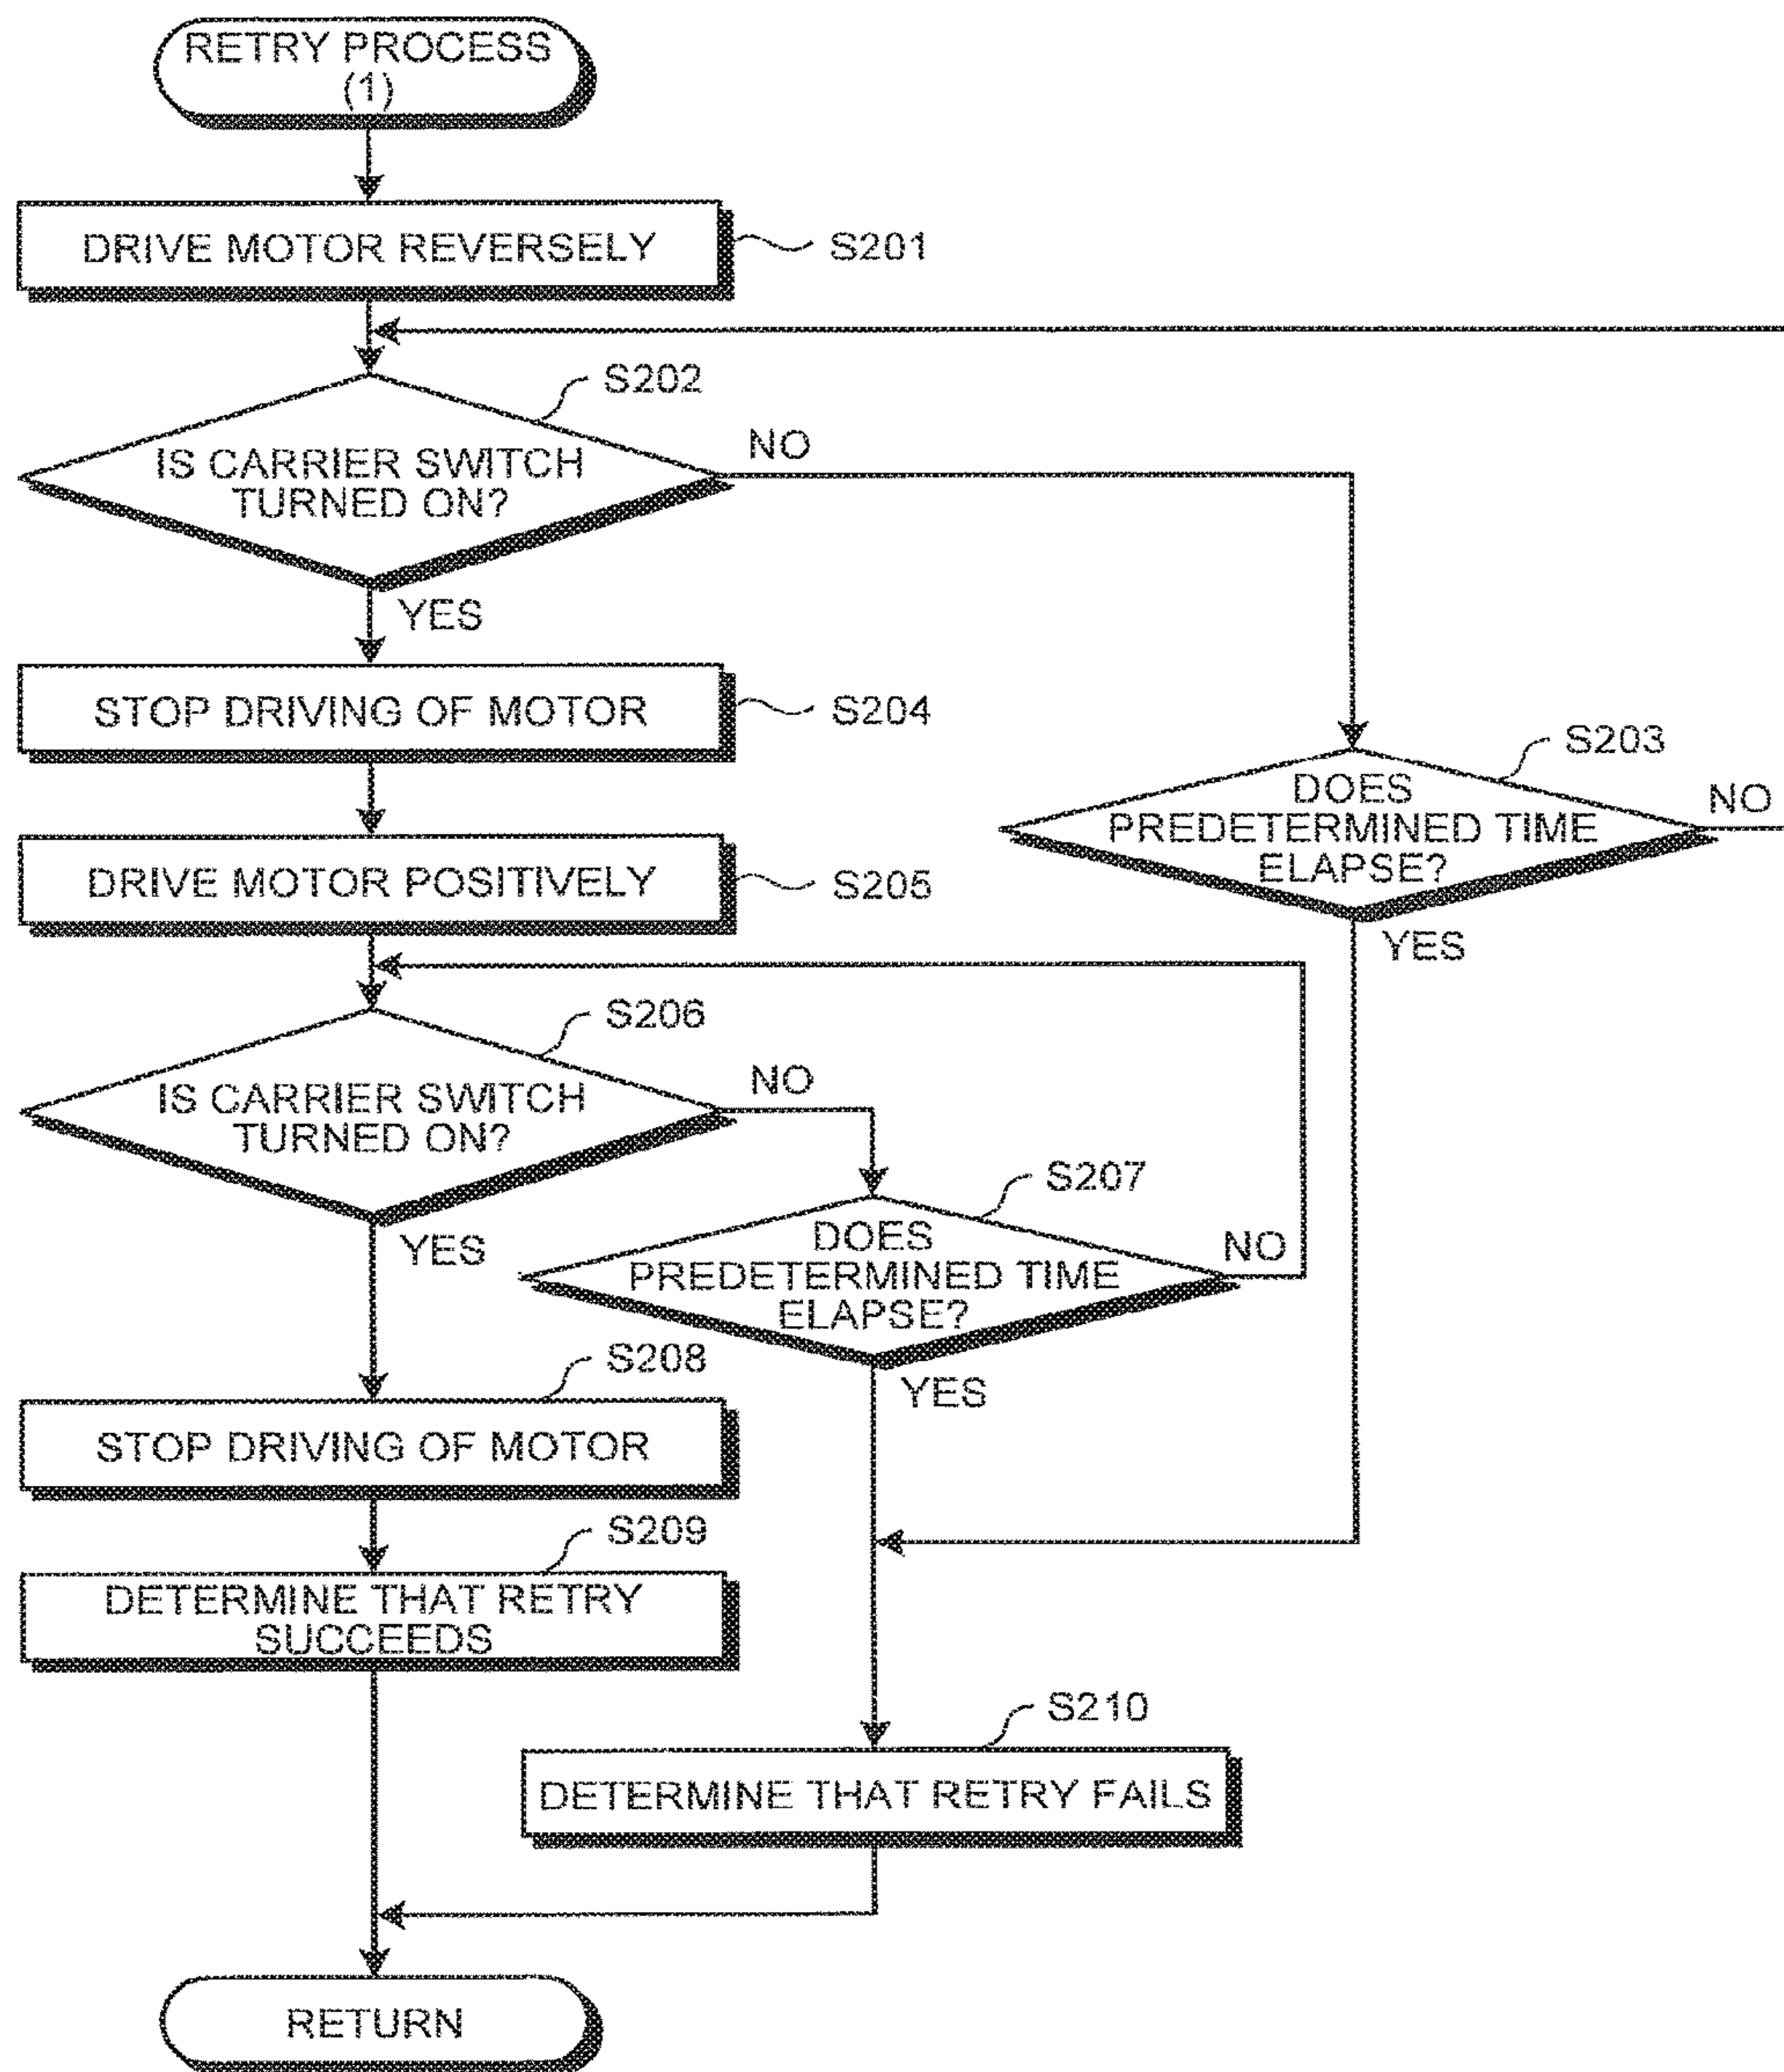 RETRY PROCESS
(1)
DRIVE MOTOR REVERSELY
S201
S202
IS CARRIER SWITCH
TURNED ON?
NO
YES
STOP DRIVING OF MOTOR
S204
S203
DOES
PREDETERMINED TIME
ELAPSE?
NO
YES
DRIVE MOTOR POSITIVELY
S205
S206
IS CARRIER SWITCH
TURNED ON?
NO
YES
S207
DOES
PREDETERMINED TIME
ELAPSE?
NO
YES
S208
STOP DRIVING OF MOTOR
S209
DETERMINE THAT RETRY
SUCCEEDS
S210
DETERMINE THAT RETRY FAILS
RETURN